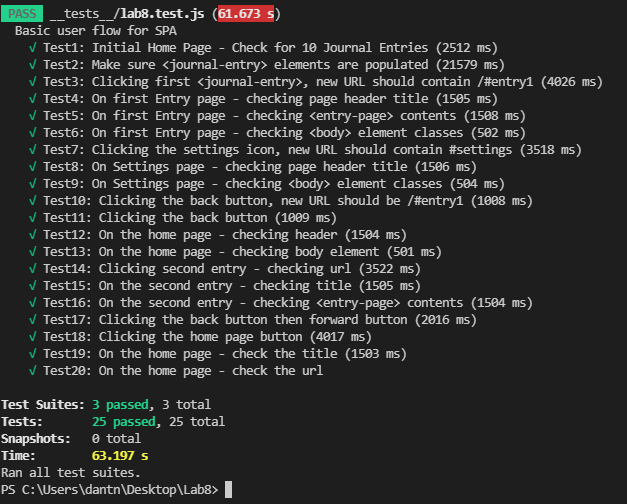 PASS __tests__/lab8.test.js (61.673 s)
Basic user flow for SPA
√ Test1: Initial Home Page - Check for 10 Journal Entries (2512 ms)
√ Test2: Make sure <journal-entry> elements are populated (21579 ms)
√ Test3: Clicking first <journal-entry>, new URL should contain /#entry1 (4026 ms)
√ Test4: On first Entry page - checking page header title (1505 ms)
√ Test5: On first Entry page - checking <entry-page> contents (1508 ms)
√ Test6: On first Entry page - checking <body> element classes (502 ms)
√ Test7: Clicking the settings icon, new URL should contain #settings (3518 ms)
√ Test8: On Settings page - checking page header title (1506 ms)
√ Test9: On Settings page - checking <body> element classes (504 ms)
√ Test10: Clicking the back button, new URL should be /#entry1 (1008 ms)
√ Test11: Clicking the back button (1009 ms)
√ Test12: On the home page - checking header (1504 ms)
√ Test13: On the home page - checking body element (501 ms)
√ Test14: Clicking second entry - checking url (3522 ms)
√ Test15: On the second entry - checking title (1505 ms)
√ Test16: On the second entry - checking <entry-page> contents (1504 ms)
√ Test17: Clicking the back button then forward button (2016 ms)
√ Test18: Clicking the home page button (4017 ms)
√ Test19: On the home page - check the title (1503 ms)
√ Test20: On the home page - check the url
Test Suites: 3 passed, 3 total
Tests: 25 passed, 25 total
Snapshots: 0 total
Time: 63.197 s
Ran all test suites.
PS C:\Users\dantn\Desktop\Lab8>